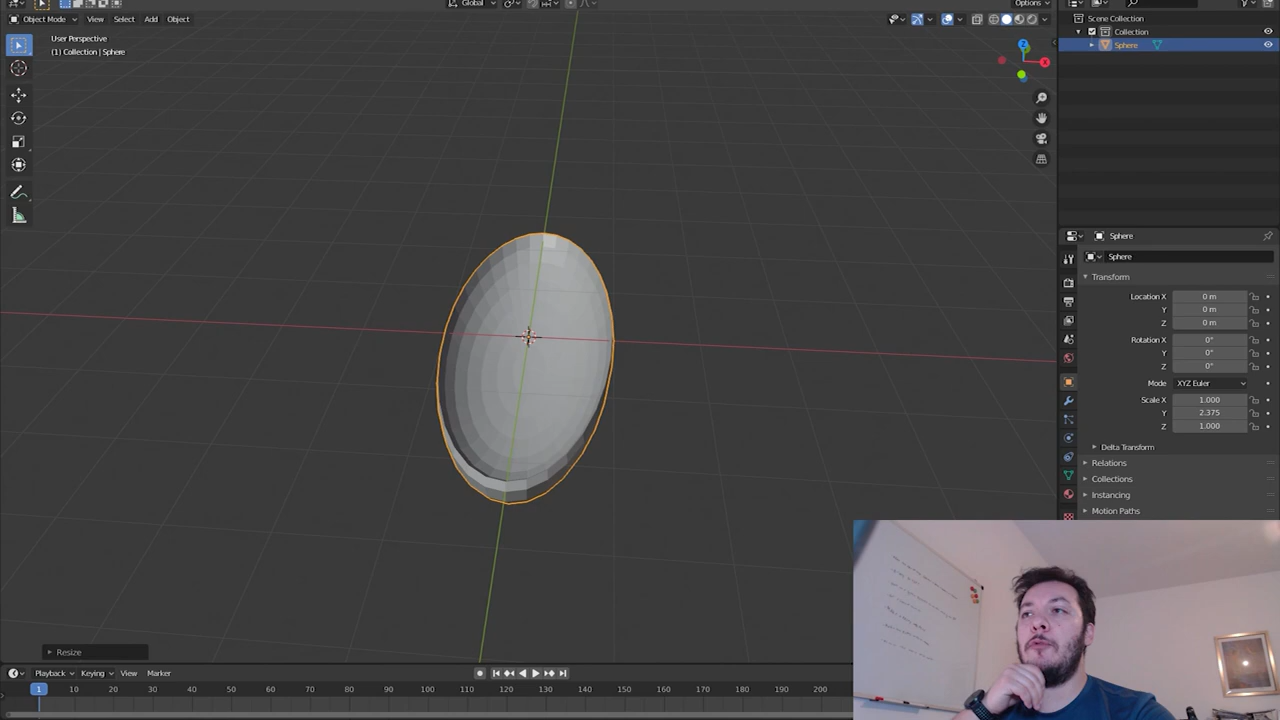 Global
Options
Object Mode
View
Select
Add
Object
User Perspective
(1) Collection | Sphere
Z
X
Scene Collection
Collection
Sphere
Sphere
Sphere
Transform
Location X 0 m
Y 0 m
Z 0 m
Rotation X 0°
Y 0°
Z 0°
Mode XYZ Euler
Scale X 1.000
Y 2.375
Z 1.000
Delta Transform
Relations
Collections
Instancing
Motion Paths
Resize
Playback
Keying
View
Marker
1 10 20 30 40 50 60 70 80 90 100 110 120 130 140 150 160 170 180 190 200